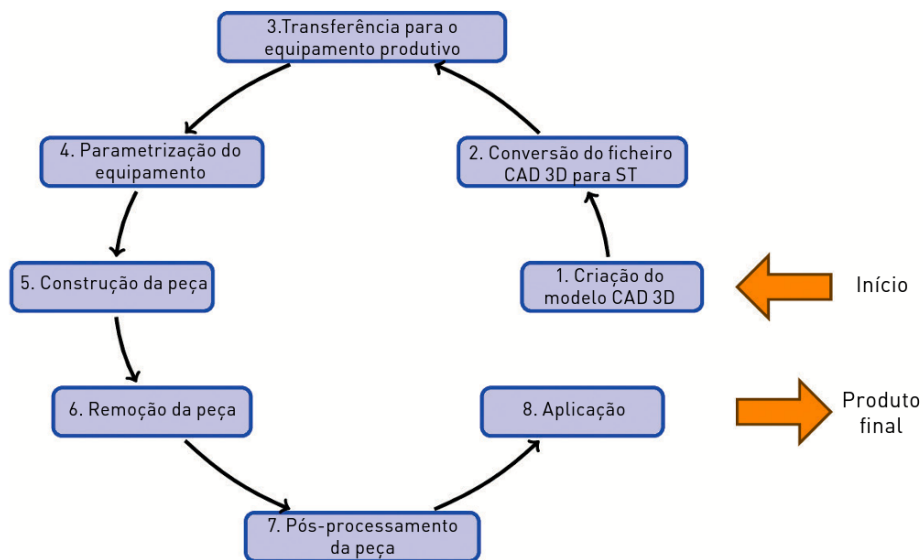 3.Transferência para o
equipamento produtivo
4. Parametrização do
equipamento
2. Conversão do ficheiro
CAD 3D para ST
5. Construção da peça
1. Criação do
modelo CAD 3D
Início
6. Remoção da peça
8. Aplicação
Produto
final
7. Pós-processamento
da peça